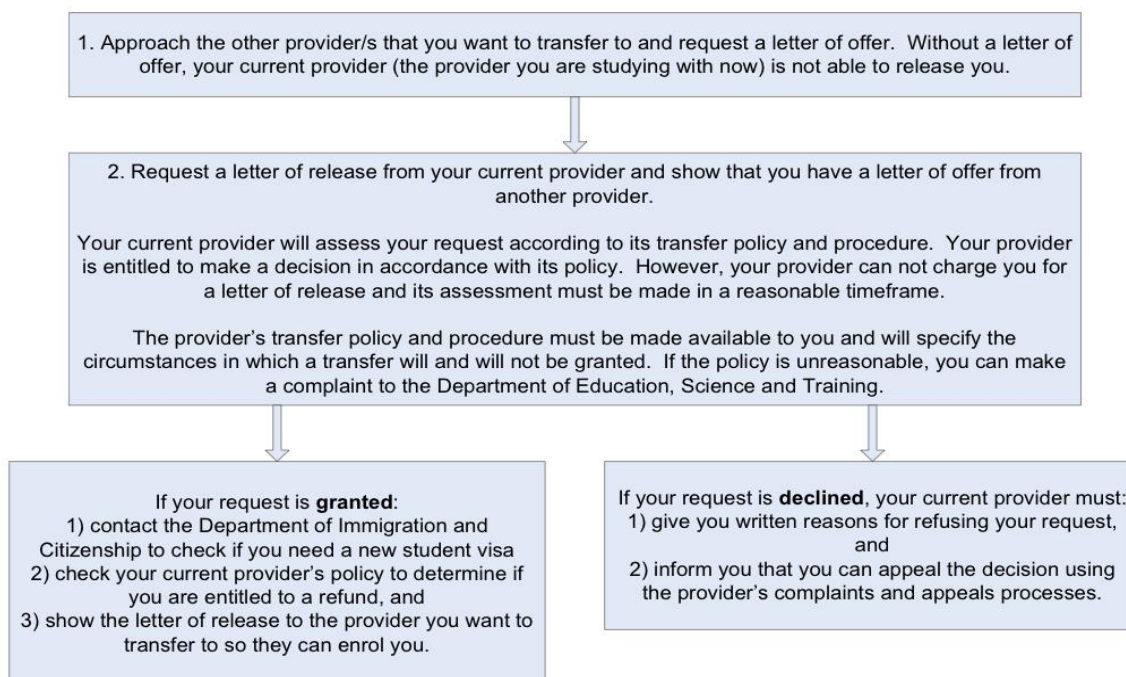 1. Approach the other provider/s that you want to transfer to and request a letter of offer.  Without a letter of
offer, your current provider (the provider you are studying with now) is not able to release you.
2. Request a letter of release from your current provider and show that you have a letter of offer from
another provider.
Your current provider will assess your request according to its transfer policy and procedure.  Your provider
is entitled to make a decision in accordance with its policy.  However, your provider can not charge you for
a letter of release and its assessment must be made in a reasonable timeframe.
The provider's transfer policy and procedure must be made available to you and will specify the
circumstances in which a transfer will and will not be granted.  If the policy is unreasonable, you can make
a complaint to the Department of Education, Science and Training.
If your request is granted:
1) contact the Department of Immigration and
Citizenship to check if you need a new student visa
2) check your current provider's policy to determine if
you are entitled to a refund, and
3) show the letter of release to the provider you want to
transfer to so they can enrol you.
If your request is declined, your current provider must:
1) give you written reasons for refusing your request,
and
2) inform you that you can appeal the decision using
the provider's complaints and appeals processes.